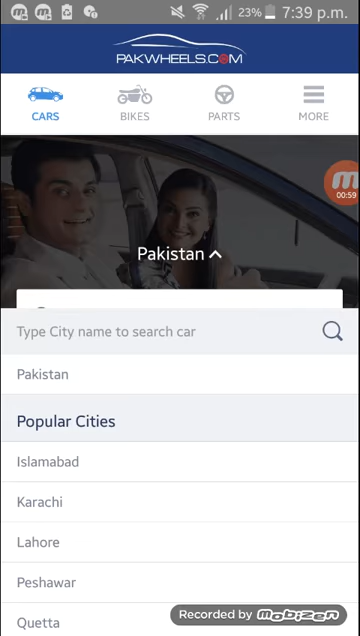 23% 7:39 p.m.
PAKWHEELS.COM
CARS BIKES PARTS MORE
00:59
Pakistan
Type City name to search car
Pakistan
Popular Cities
Islamabad
Karachi
Lahore
Peshawar
Recorded by mobizen
Quetta